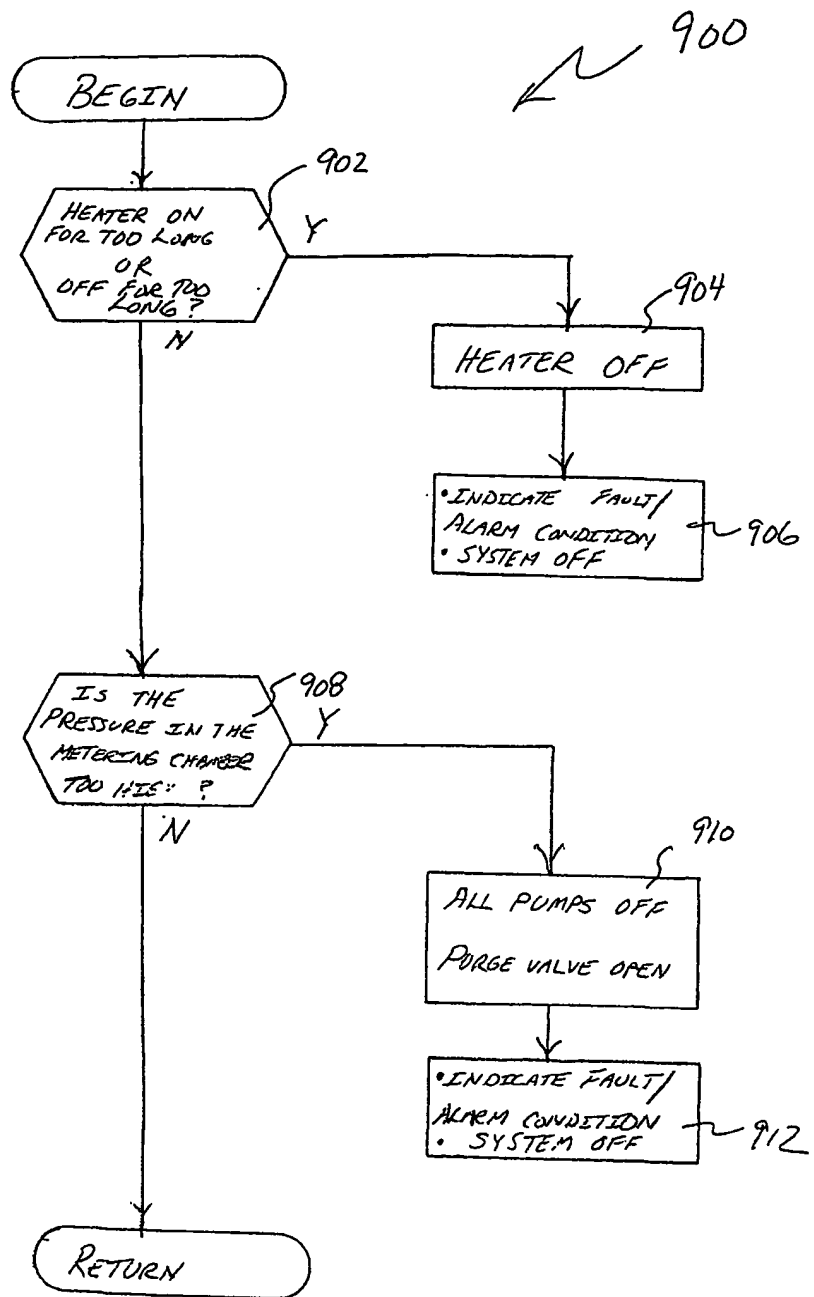 900
BEGIN
902
HEATER ON
FOR TOO LONG
OR
OFF FOR TOO
LONG?
Y
N
904
HEATER OFF
• INDICATE FAULT/
ALARM CONDITION
• SYSTEM OFF
906
908
IS THE
PRESSURE IN THE
METERING CHAMBER
TOO ?
Y
N
910
ALL PUMPS OFF
PURGE VALVE OPEN
• INDICATE FAULT/
ALARM CONDITION
• SYSTEM OFF
912
RETURN